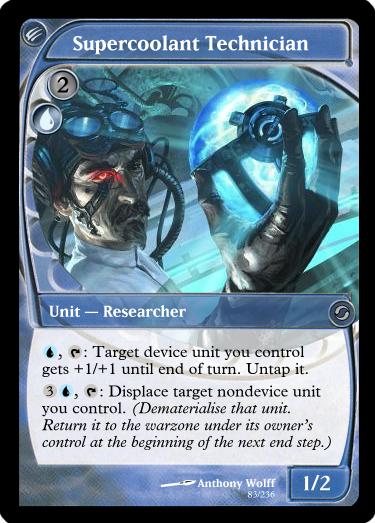 Supercoolant Technician
2
Unit — Researcher
, : Target device unit you control
gets +1/+1 until end of turn. Untap it.
3 , : Displace target nondevice unit
you control. (Dematerialise that unit.
Return it to the warzone under its owner's
control at the beginning of the next end step.)
Anthony Wolff
83/236
1/2